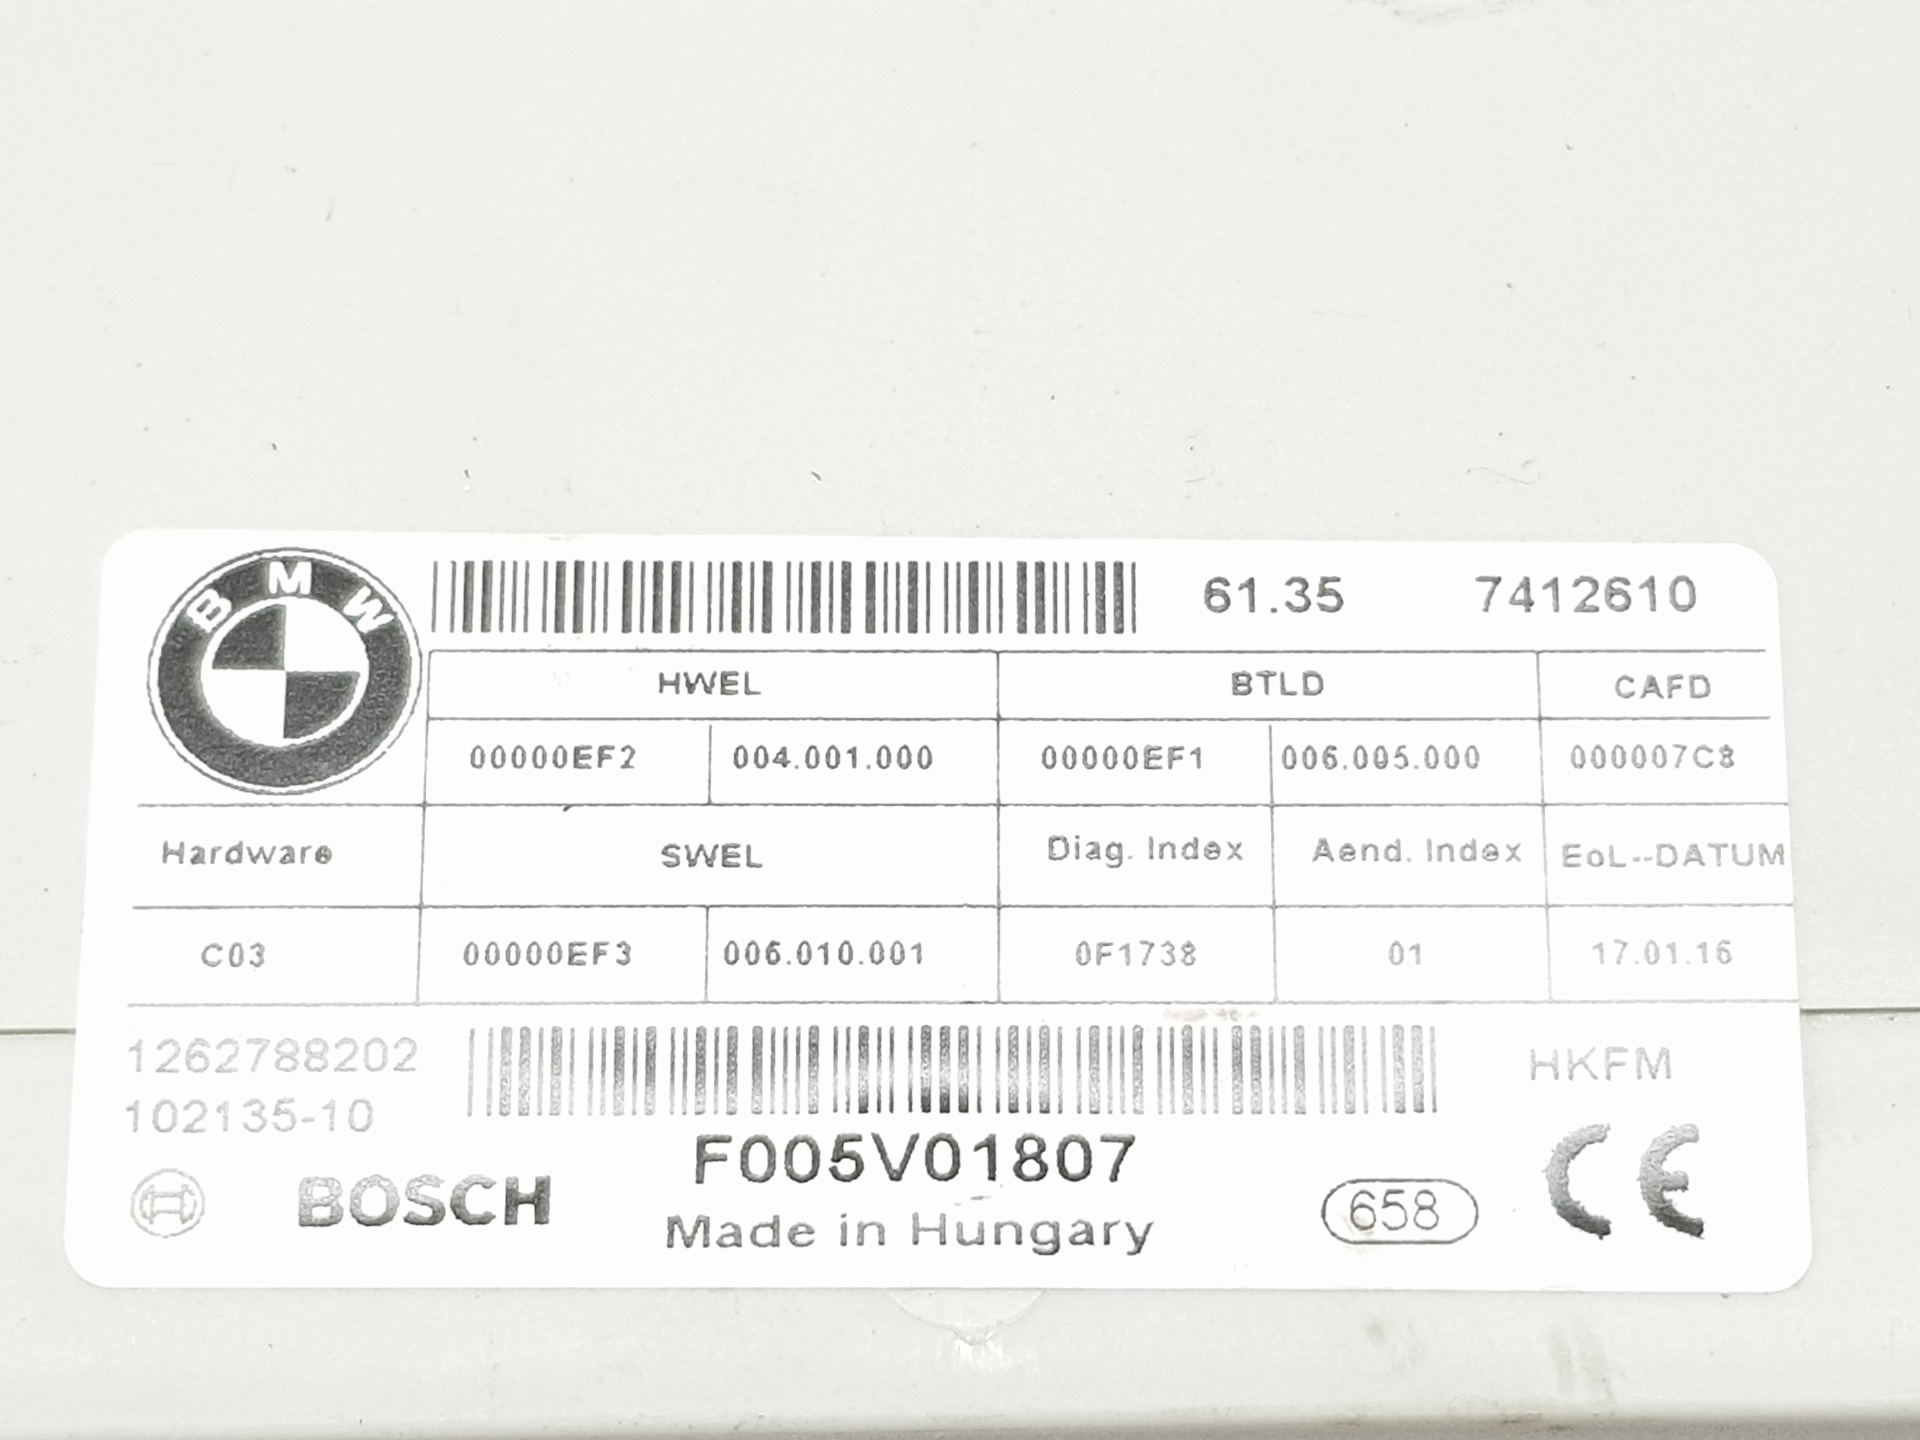 BMW
61.35 7412610
HWEL BTLD CAFD
00000EF2 004.001.000 00000EF1 006.005.000 000007C8
Hardware SWEL Diag. Index Aend. Index EoL--DATUM
C03 00000EF3 006.010.001 0F1738 01 17.01.16
1262788202 HKFM
102135-10
F005V01807
BOSCH 658 CE
Made in Hungary